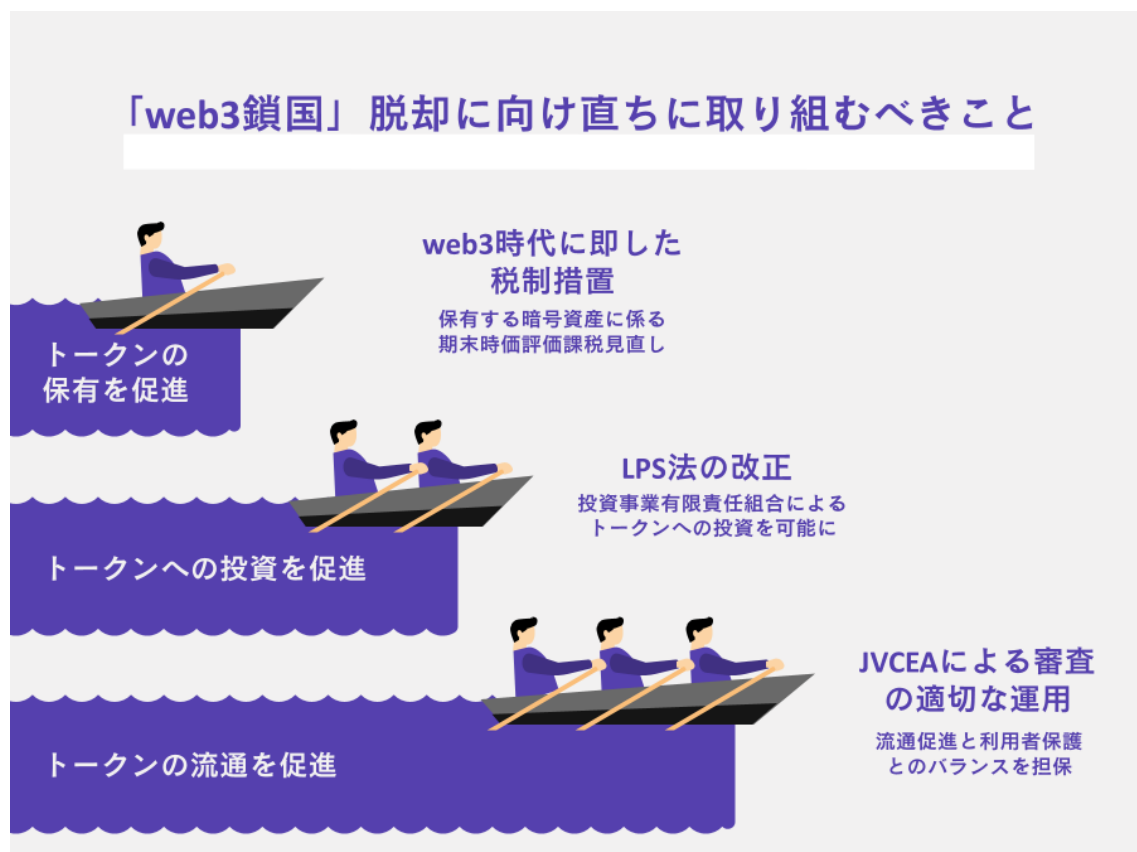 「web3鎖国」脱却に向け直ちに取り組むべきこと
web3時代に即した
税制措置
保有する暗号資産に係る
期末時価評価課税見直し
トークンの
保有を促進
LPS法の改正
投資事業有限責任組合による
トークンへの投資を可能に
トークンへの投資を促進
JVCEAによる審査
の適切な運用
流通促進と利用者保護
とのバランスを担保
トークンの流通を促進